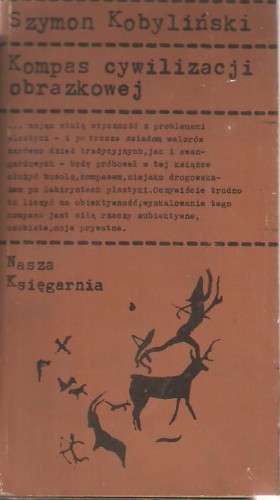 Szymon Kobyliński
Kompas cywilizacji
obrazkowej
... mając stałą styczność z problemami
plastyki - i po trosze świadom walorów
zarówno dzieł tradycyjnych, jak i awan-
gardowych - będę próbował w tej książce
służyć busolą, kompasem, niejako drogowska-
zem po labiryntach plastyki. Oczywiście trudno
tu liczyć na obiektywność, wyskalowanie tego
kompasu jest siłą rzeczy subiektywne,
osobiste, moje prywatne.
Nasza
Księgarnia